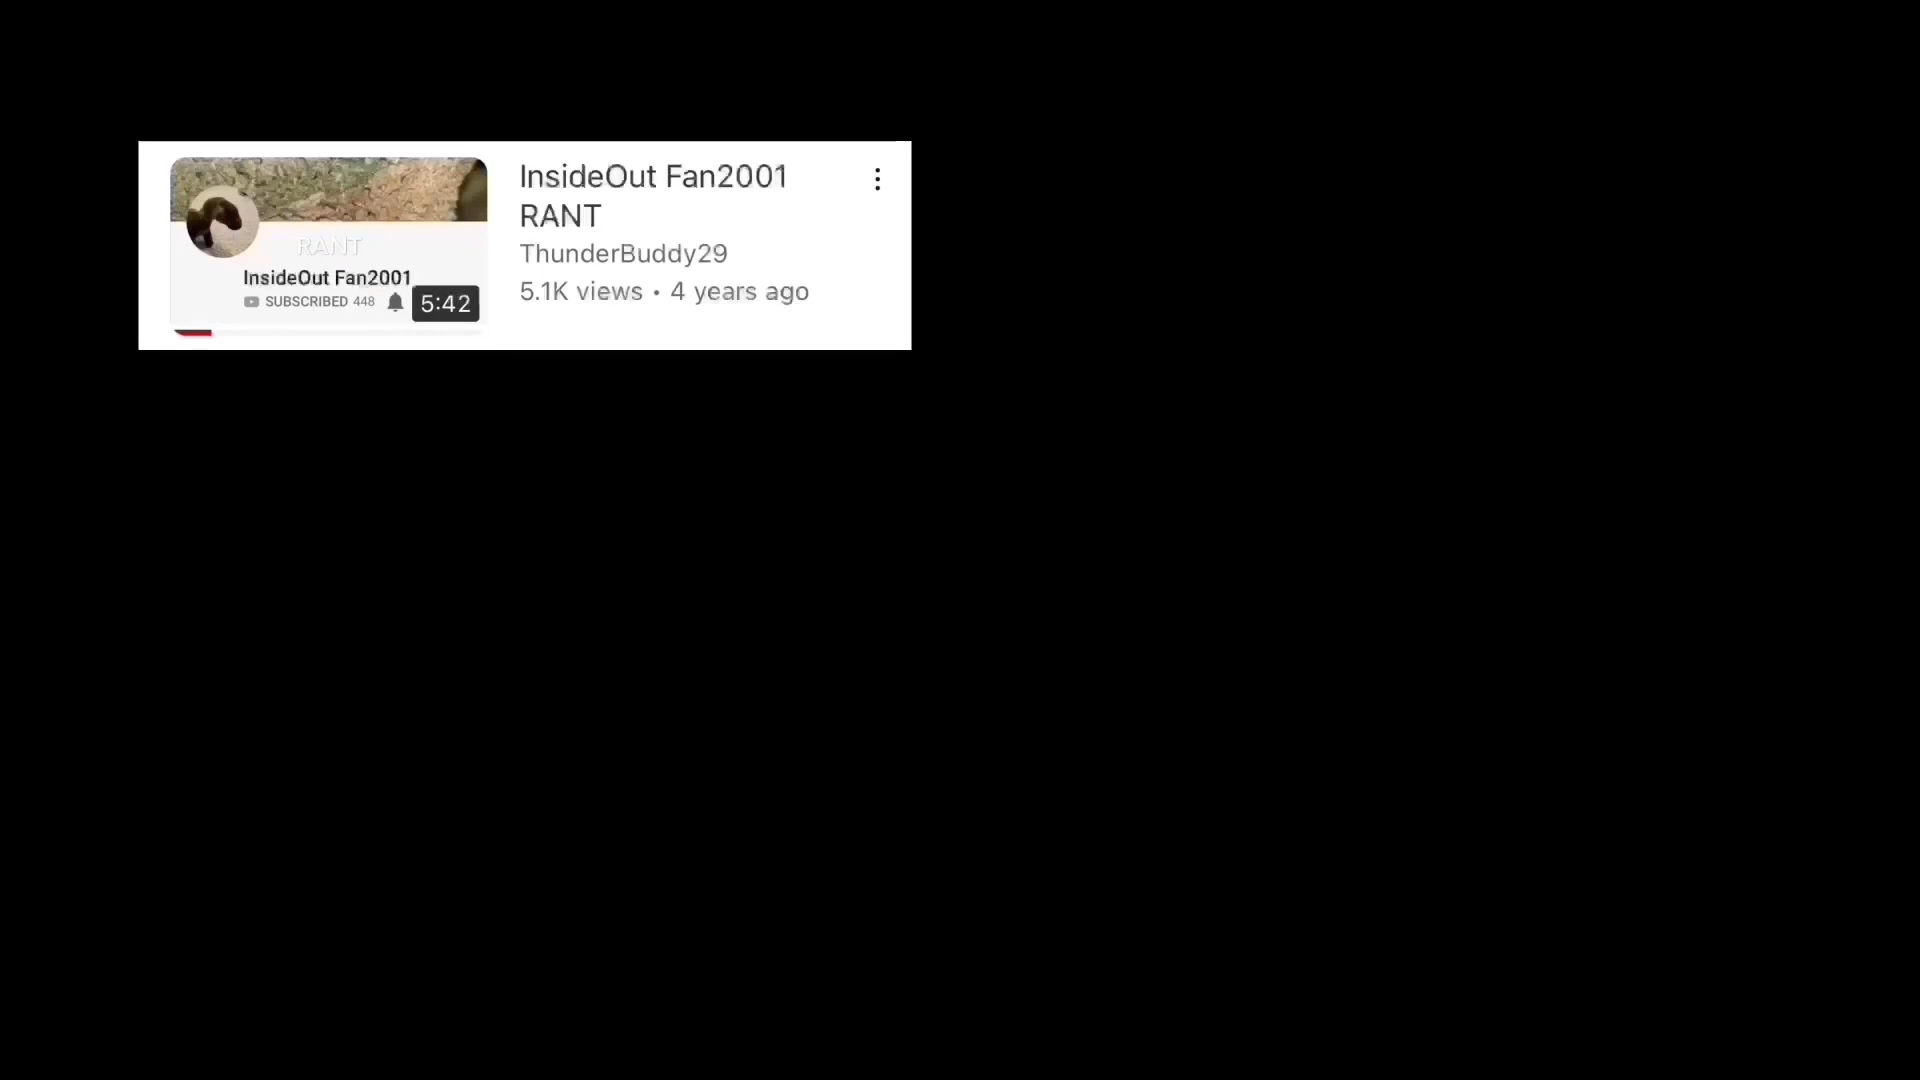 RANT
InsideOut Fan2001
SUBSCRIBED 448
5:42
InsideOut Fan2001
RANT
ThunderBuddy29
5.1K views • 4 years ago